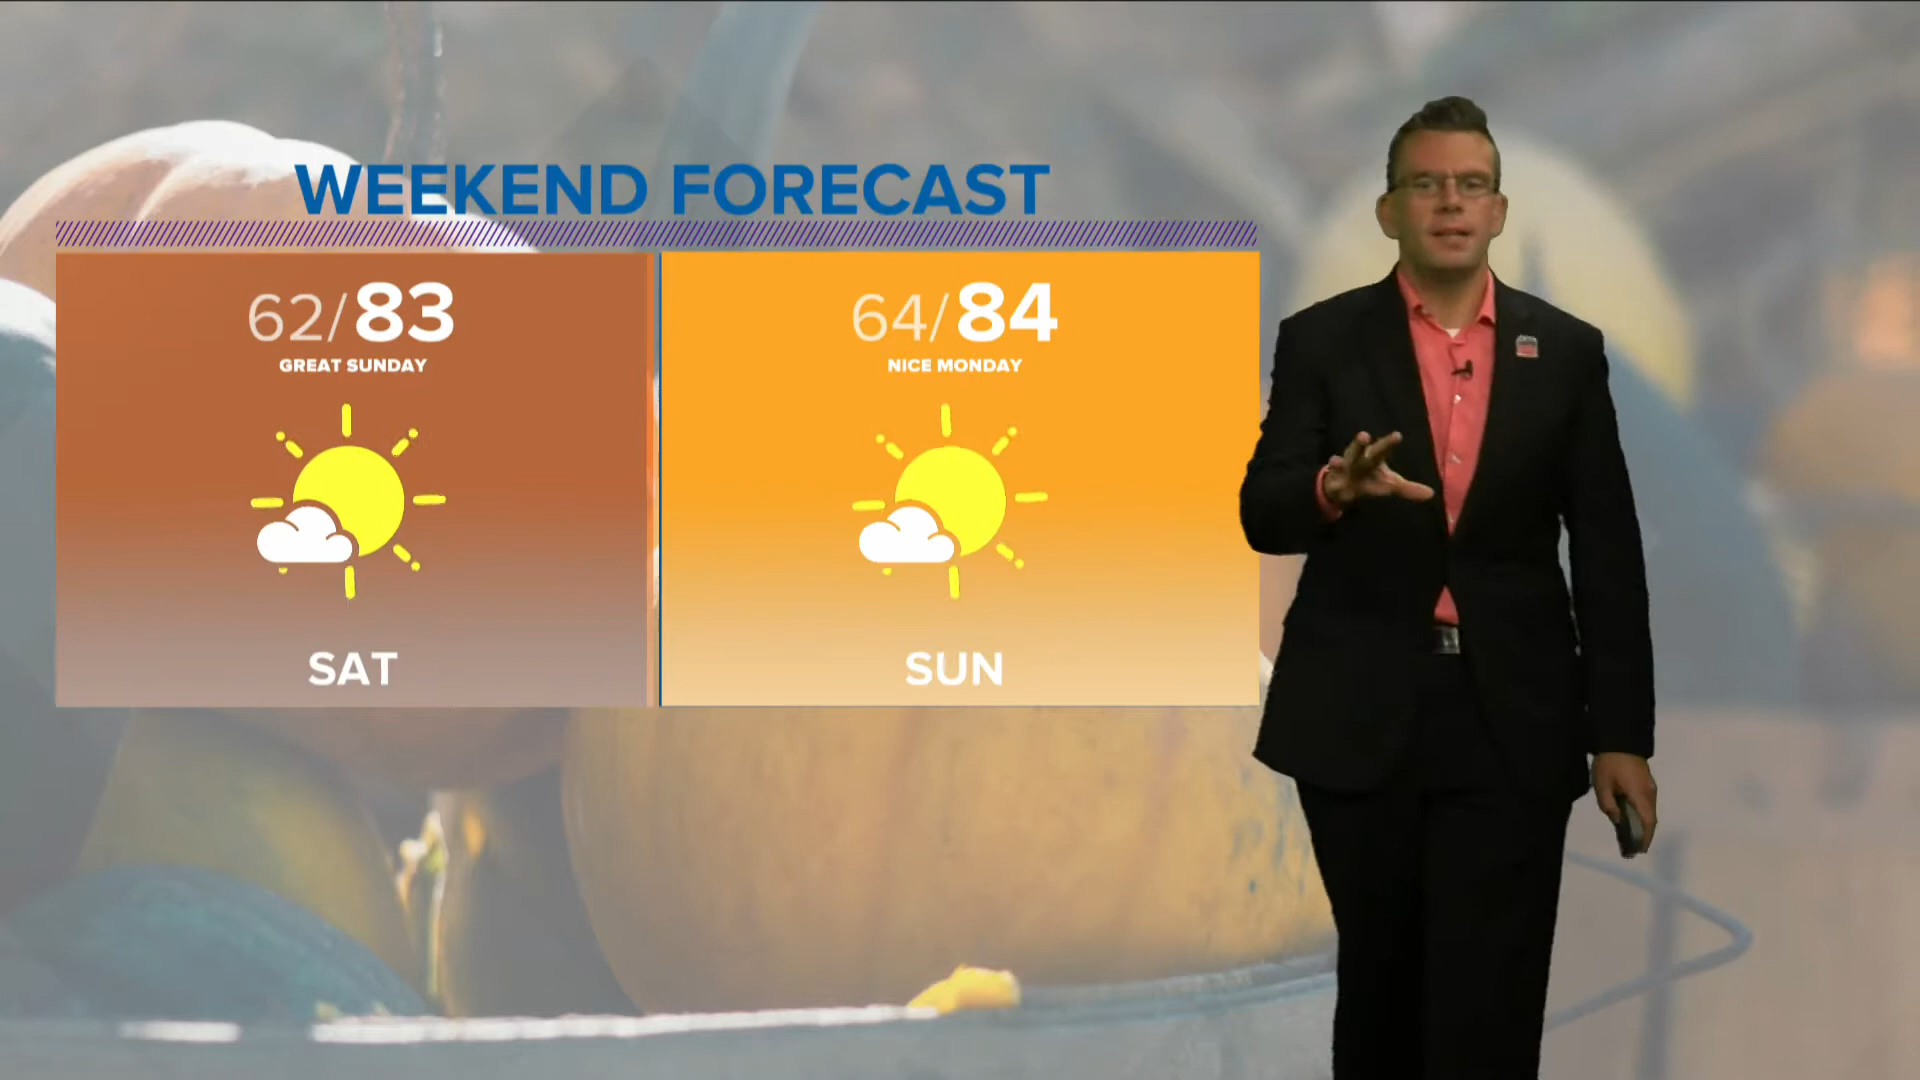 WEEKEND FORECAST
62/83
GREAT SUNDAY
SAT
64/84
NICE MONDAY
SUN